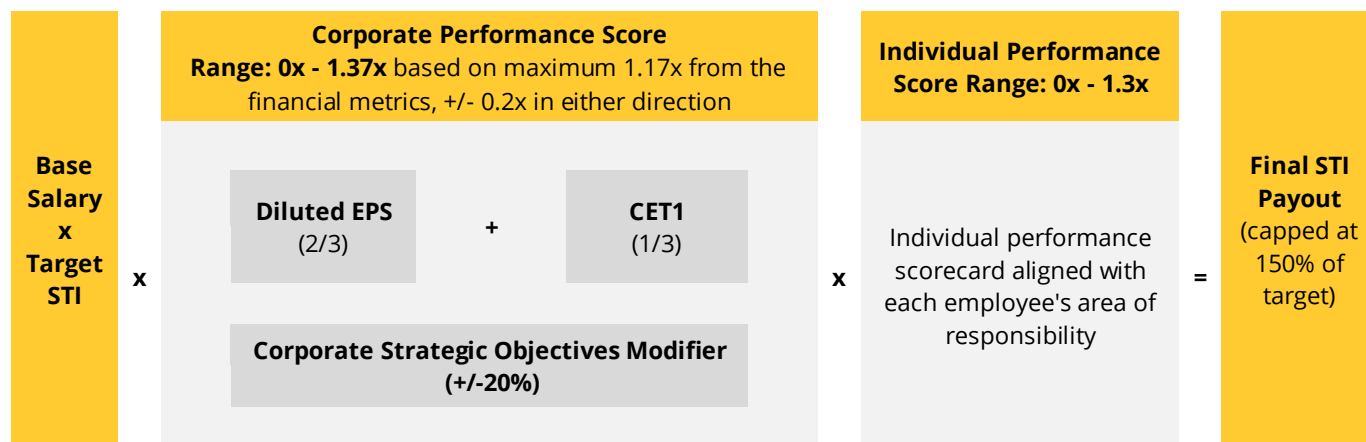 Base
Salary
x
Target
STI
x
Corporate Performance Score
Range: 0x - 1.37x based on maximum 1.17x from the
financial metrics, +/- 0.2x in either direction
Diluted EPS
(2/3)
+
CET1
(1/3)
Corporate Strategic Objectives Modifier
(+/-20%)
x
Individual Performance
Score Range: 0x - 1.3x
Individual performance
scorecard aligned with
each employee's area of
responsibility
=
Final STI
Payout
(capped at
150% of
target)